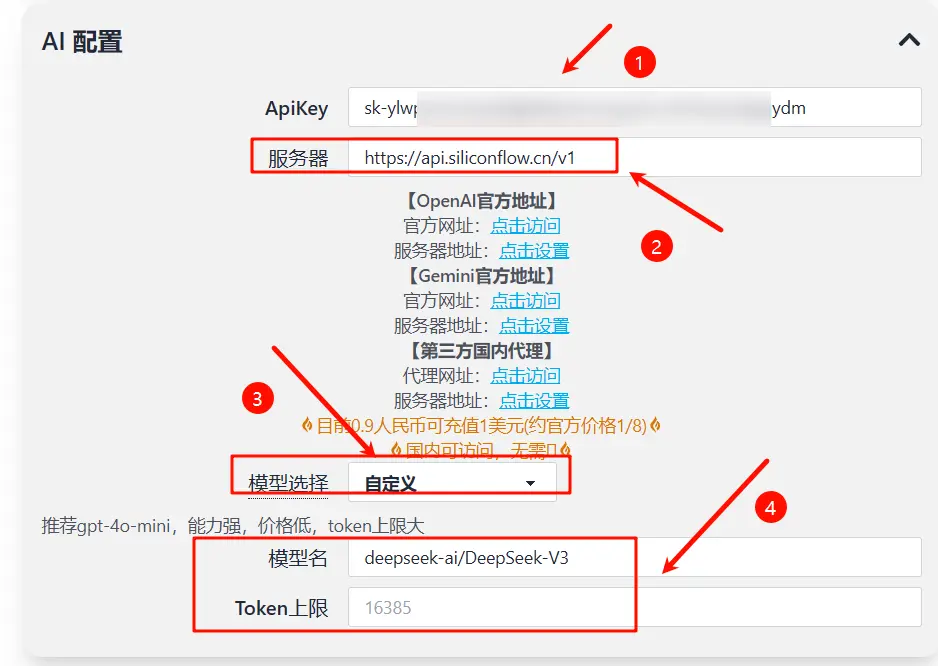 AI 配置
1
ApiKey sk-ylwp ydm
服务器 https://api.siliconflow.cn/v1
【OpenAI官方地址】
官方网址：点击访问
2
服务器地址：点击设置
【Gemini官方地址】
官方网址：点击访问
服务器地址：点击设置
【第三方国内代理】
代理网址：点击访问
3
服务器地址：点击设置
🔥目前0.9人民币可充值1美元(约官方价格1/8)🔥
🔥国内可访问，无需🔥
模型选择 自定义
4
推荐gpt-4o-mini，能力强，价格低，token上限大
模型名 deepseek-ai/DeepSeek-V3
Token上限 16385